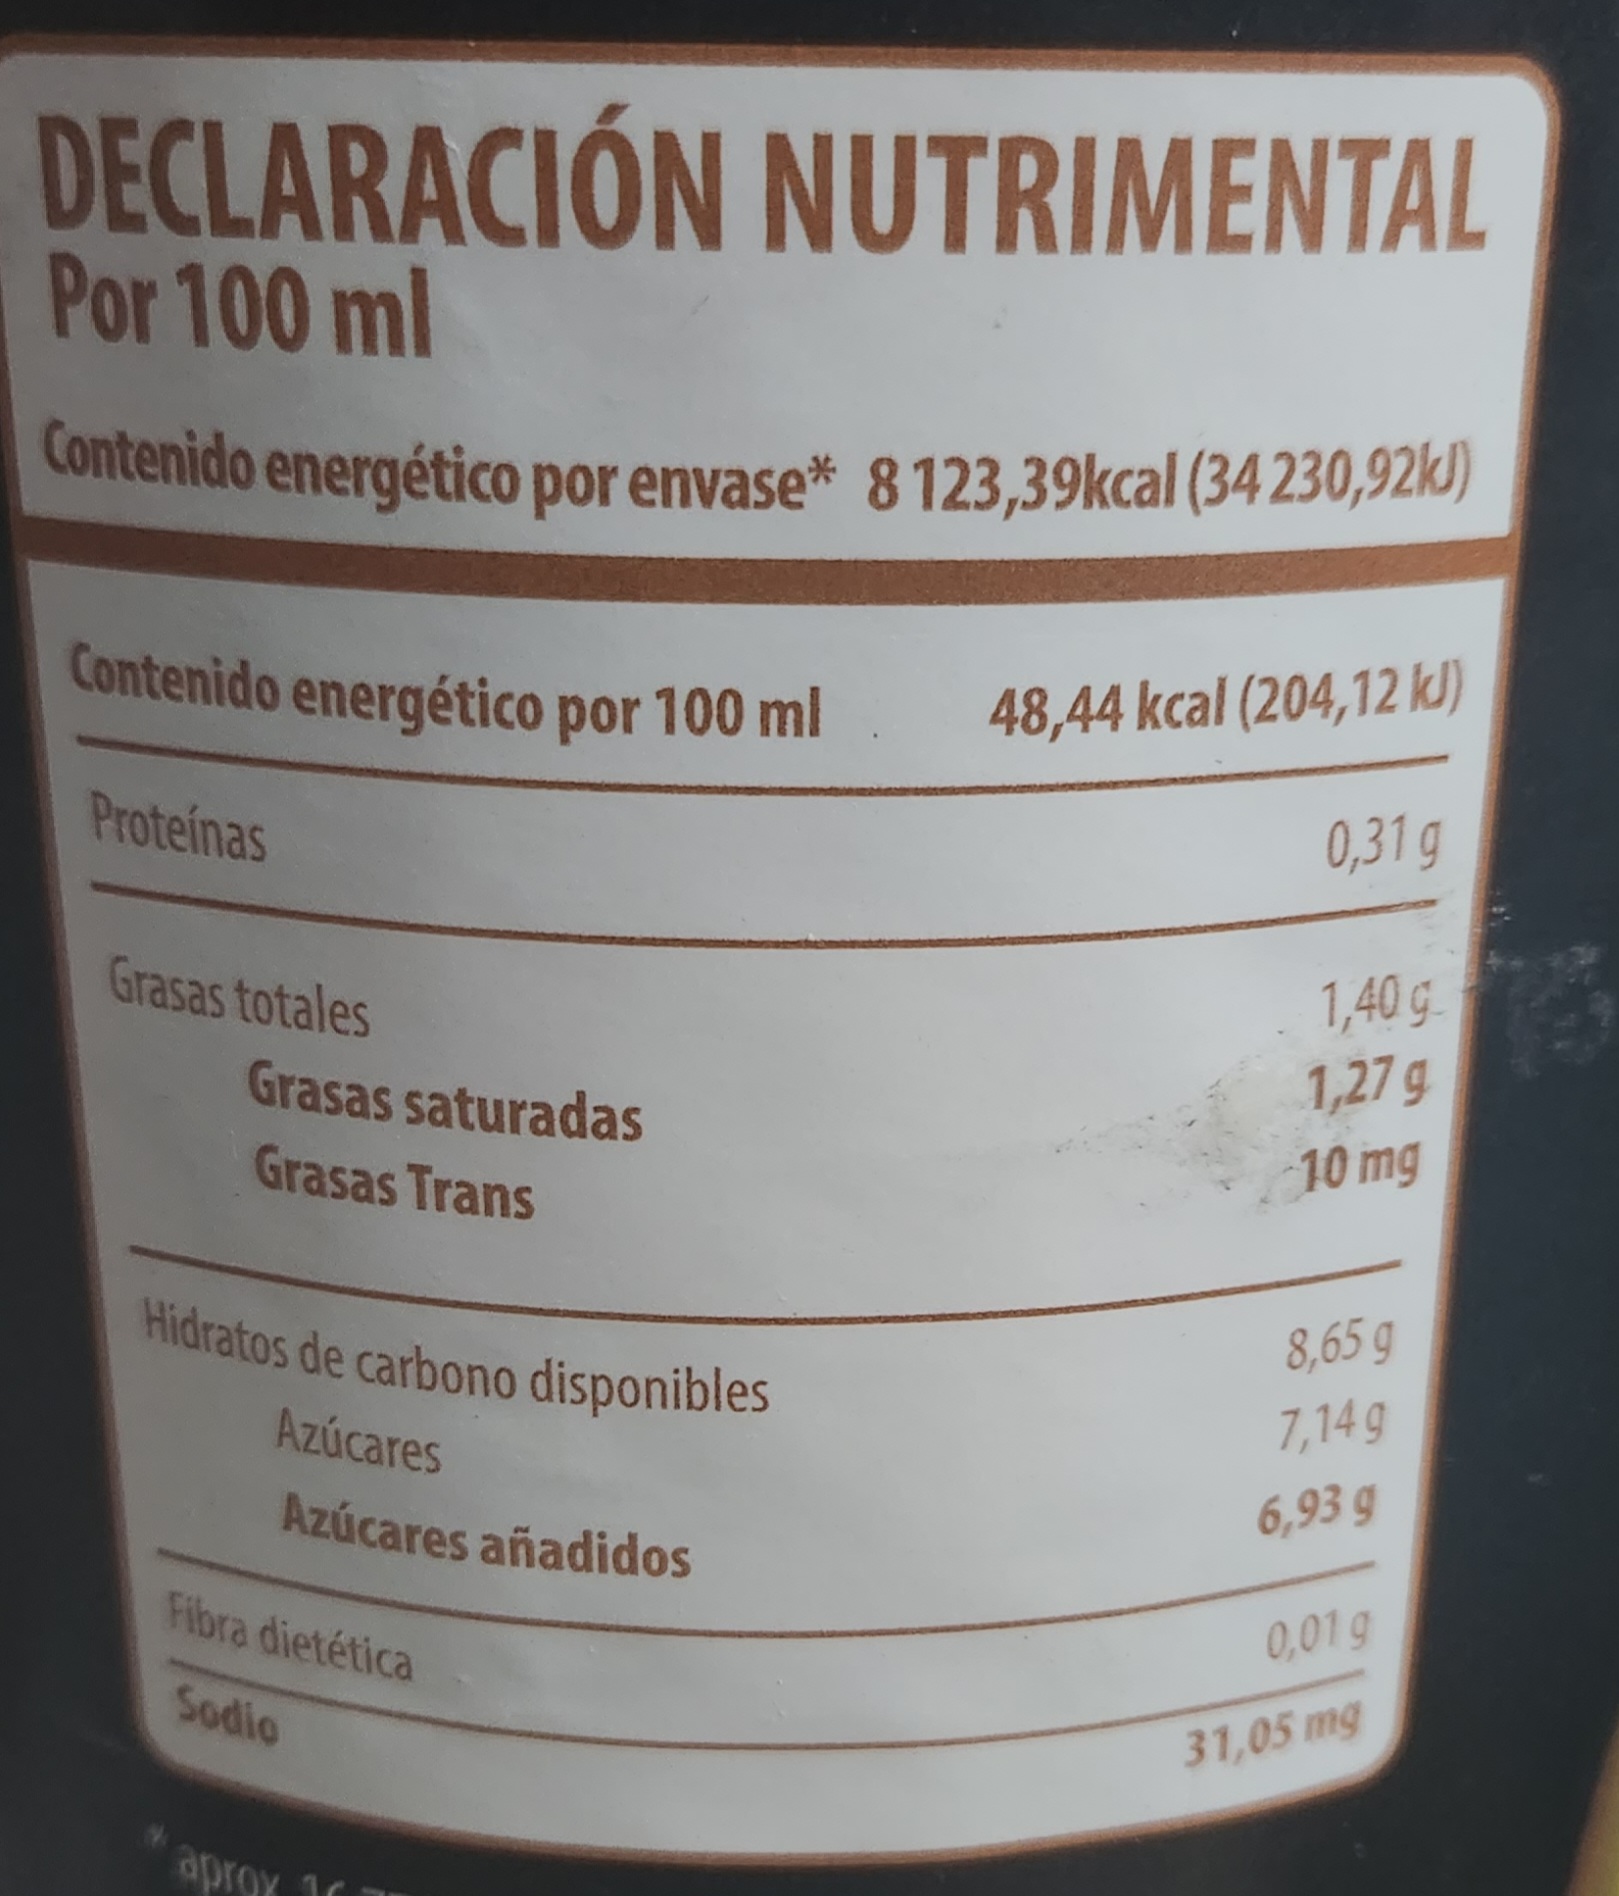 DECLARACIÓN NUTRIMENTAL
Por 100 ml
Contenido energético por envase* 8 123,39kcal (34 230,92kJ)
Contenido energético por 100 ml 48,44 kcal (204,12 kJ)
Proteínas 0,31 g
Grasas totales 1,40 g
Grasas saturadas 1,27 g
Grasas Trans 10 mg
Hidratos de carbono disponibles 8,65 g
Azúcares 7,14 g
Azúcares añadidos 6,93 g
Fibra dietética 0,01 g
Sodio 31,05 mg
* aprox